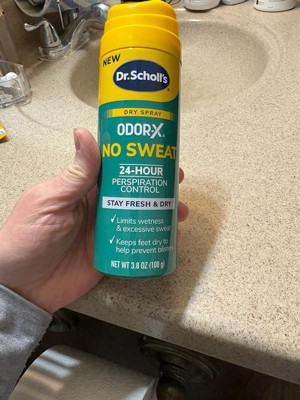 NEW
Dr. Scholl's
DRY SPRAY
ODOR-X
NO SWEAT
24-HOUR
PERSPIRATION
CONTROL
STAY FRESH & DRY
✓ Limits wetness
& excessive sweat
✓ Keeps feet dry to
help prevent
NET WT 3.8 OZ (108 g)